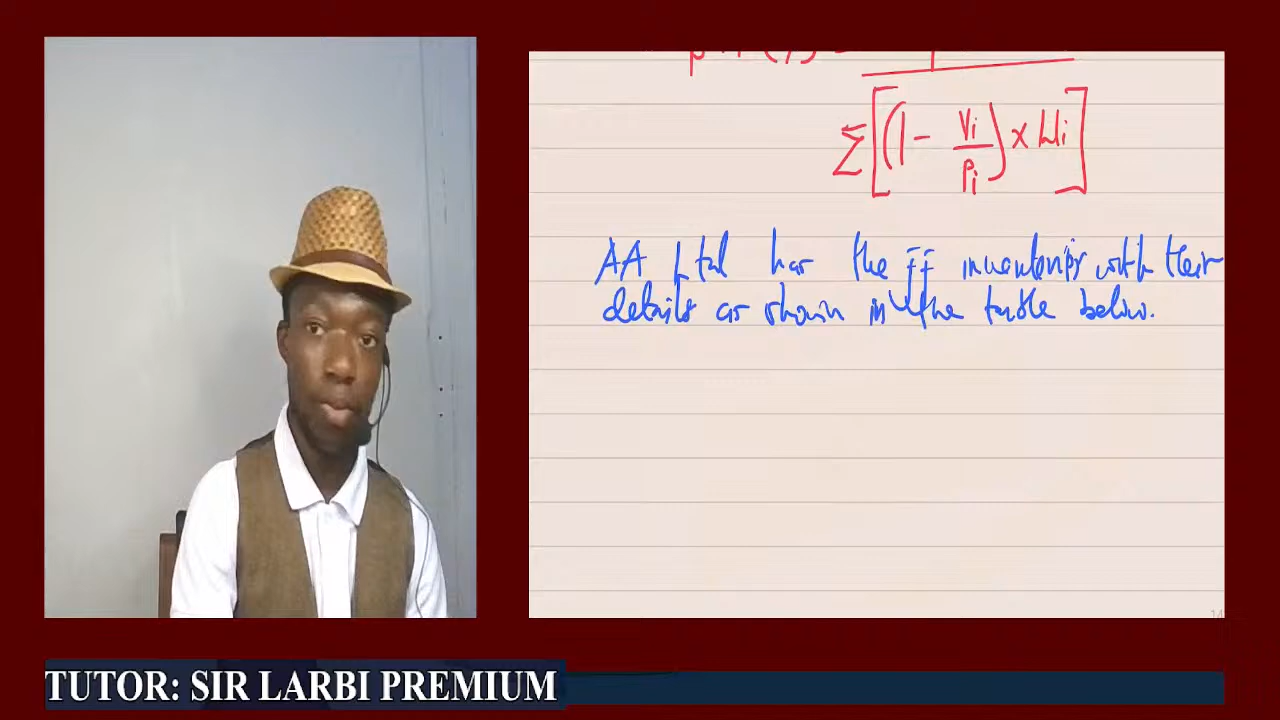 Σ[(1 - Vi/Pi) × Wi]
AA Ltd has the ff inventories with their
details as shown in the table below.
14
TUTOR: SIR LARBI PREMIUM